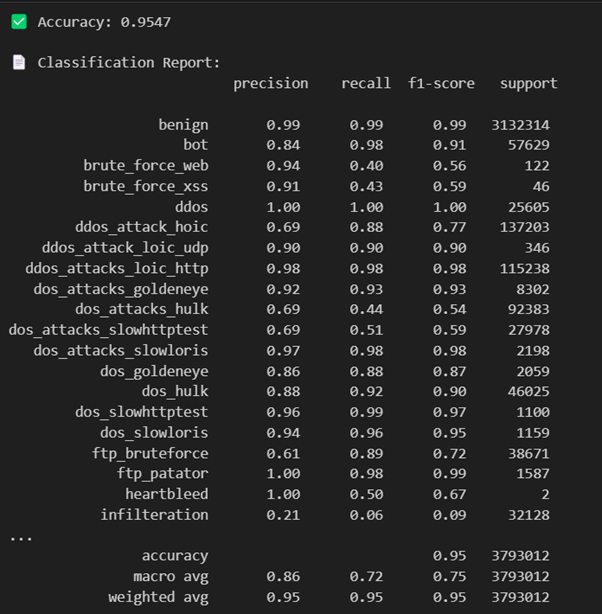 ✅ Accuracy: 0.9547
📄 Classification Report:
precision recall f1-score support
benign 0.99 0.99 0.99 3132314
bot 0.84 0.98 0.91 57629
brute_force_web 0.94 0.40 0.56 122
brute_force_xss 0.91 0.43 0.59 46
ddos 1.00 1.00 1.00 25605
ddos_attack_hoic 0.69 0.88 0.77 137203
ddos_attack_loic_udp 0.90 0.90 0.90 346
ddos_attacks_loic_http 0.98 0.98 0.98 115238
dos_attacks_goldeneye 0.92 0.93 0.93 8302
dos_attacks_hulk 0.69 0.44 0.54 92383
dos_attacks_slowhttptest 0.69 0.51 0.59 27978
dos_attacks_slowloris 0.97 0.98 0.98 2198
dos_goldeneye 0.86 0.88 0.87 2059
dos_hulk 0.88 0.92 0.90 46025
dos_slowhttptest 0.96 0.99 0.97 1100
dos_slowloris 0.94 0.96 0.95 1159
ftp_bruteforce 0.61 0.89 0.72 38671
ftp_patator 1.00 0.98 0.99 1587
heartbleed 1.00 0.50 0.67 2
infilteration 0.21 0.06 0.09 32128
...
accuracy 0.95 3793012
macro avg 0.86 0.72 0.75 3793012
weighted avg 0.95 0.95 0.95 3793012